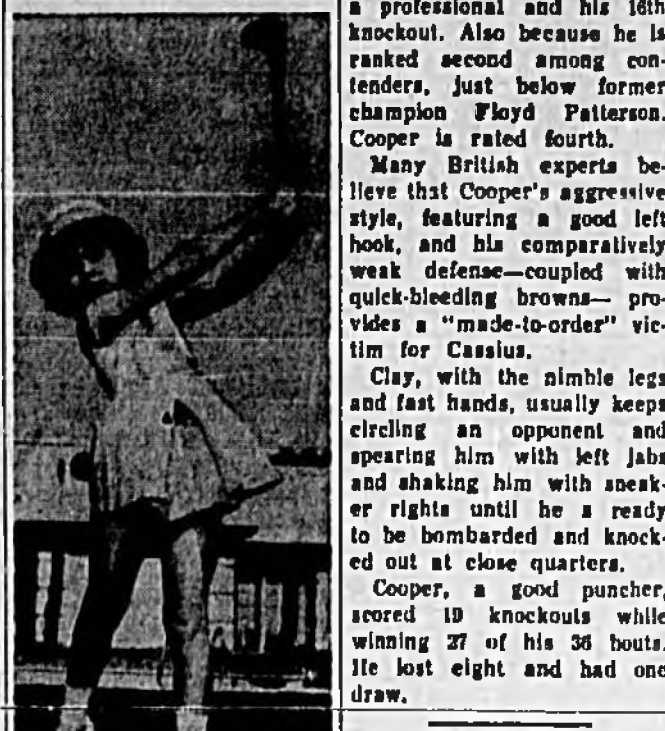 a professional and his 16th
knockout. Also because he is
ranked second among con-
tenders, just below former
champion Floyd Patterson.
Cooper is rated fourth.
Many British experts be-
lieve that Cooper's aggressive
style, featuring a good left
hook, and his comparatively
weak defense—coupled with
quick-bleeding browns— pro-
vides a "made-to-order" vic-
tim for Cassius.
Clay, with the nimble legs
and fast hands, usually keeps
circling an opponent and
spearing him with left jabs
and shaking him with sneak-
er rights until he s ready
to be bombarded and knock-
ed out at close quarters.
Cooper, a good puncher,
scored 19 knockouts while
winning 27 of his 36 bouts.
He lost eight and had one
draw.